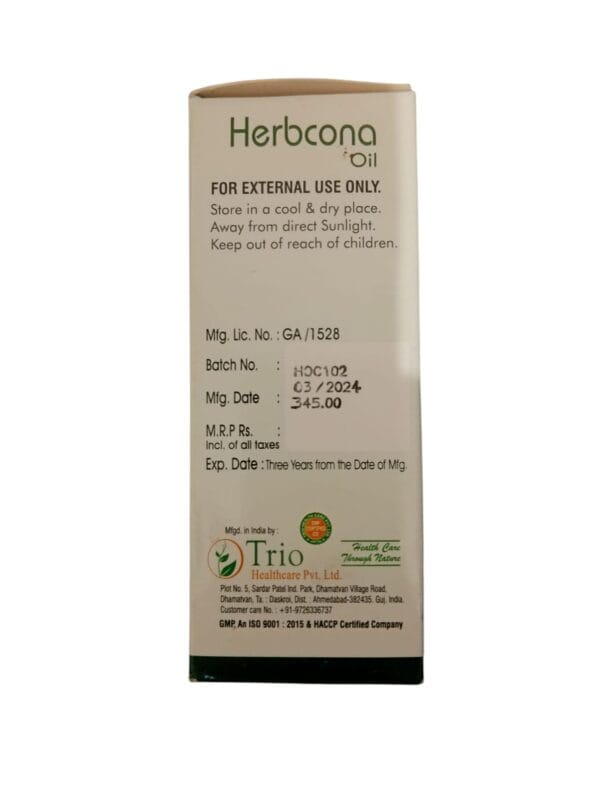 Herbcona
Oil
FOR EXTERNAL USE ONLY.
Store in a cool & dry place.
Away from direct Sunlight.
Keep out of reach of children.
Mfg. Lic. No. : GA /1528
Batch No. : HOC102
Mfg. Date : 03/2024
345.00
M.R.P Rs. :
Incl. of all taxes
Exp. Date : Three Years from the Date of Mfg.
Mfgd. in India by :
Trio
Healthcare Pvt. Ltd.
Health Care
Through Nature
Plot No. 5, Sardar Patel Ind. Park, Dhamatvan Village Road,
Dhamatvan, Ta. : Daskroi, Dist. : Ahmedabad-382435. Guj. India.
Customer care No. : +91-9726336737
GMP, An ISO 9001 : 2015 & HACCP Certified Company